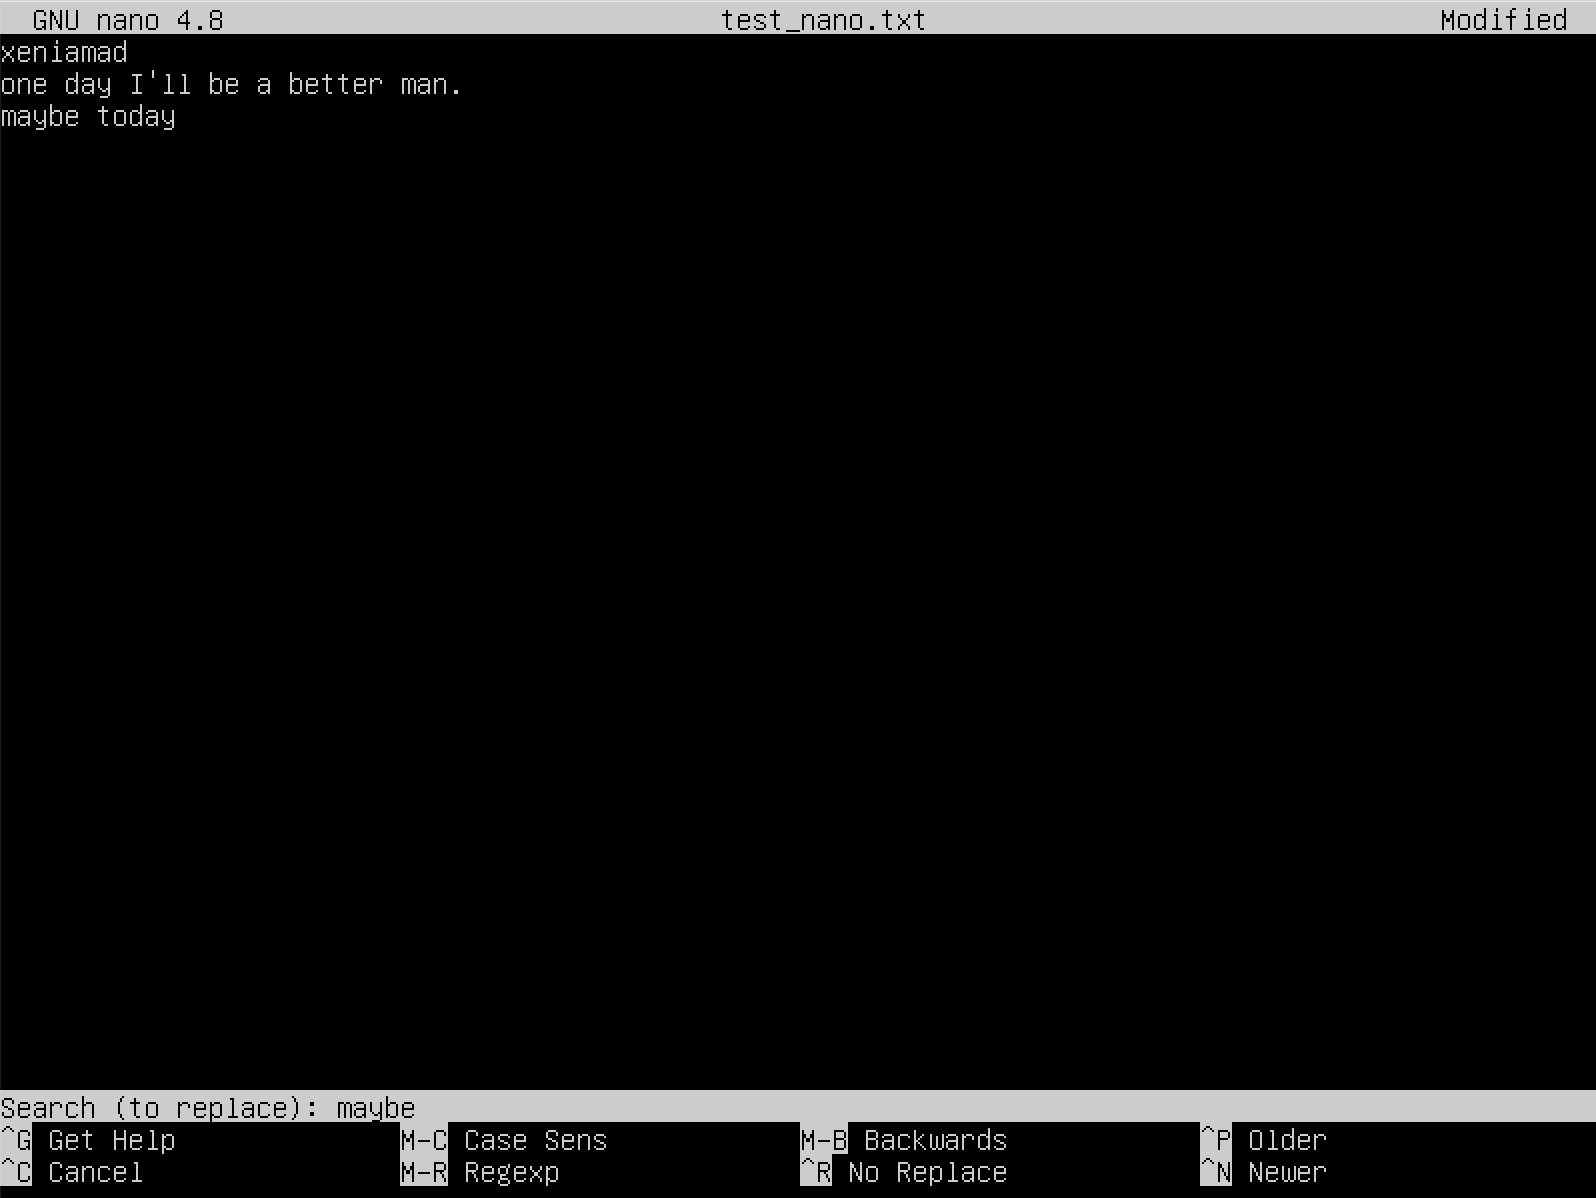 GNU nano 4.8 test_nano.txt Modified
xeniamad
one day I'll be a better man.
maybe today
Search (to replace): maybe
^G Get Help M-C Case Sens M-B Backwards ^P Older
^C Cancel M-R Regexp ^R No Replace ^N Newer